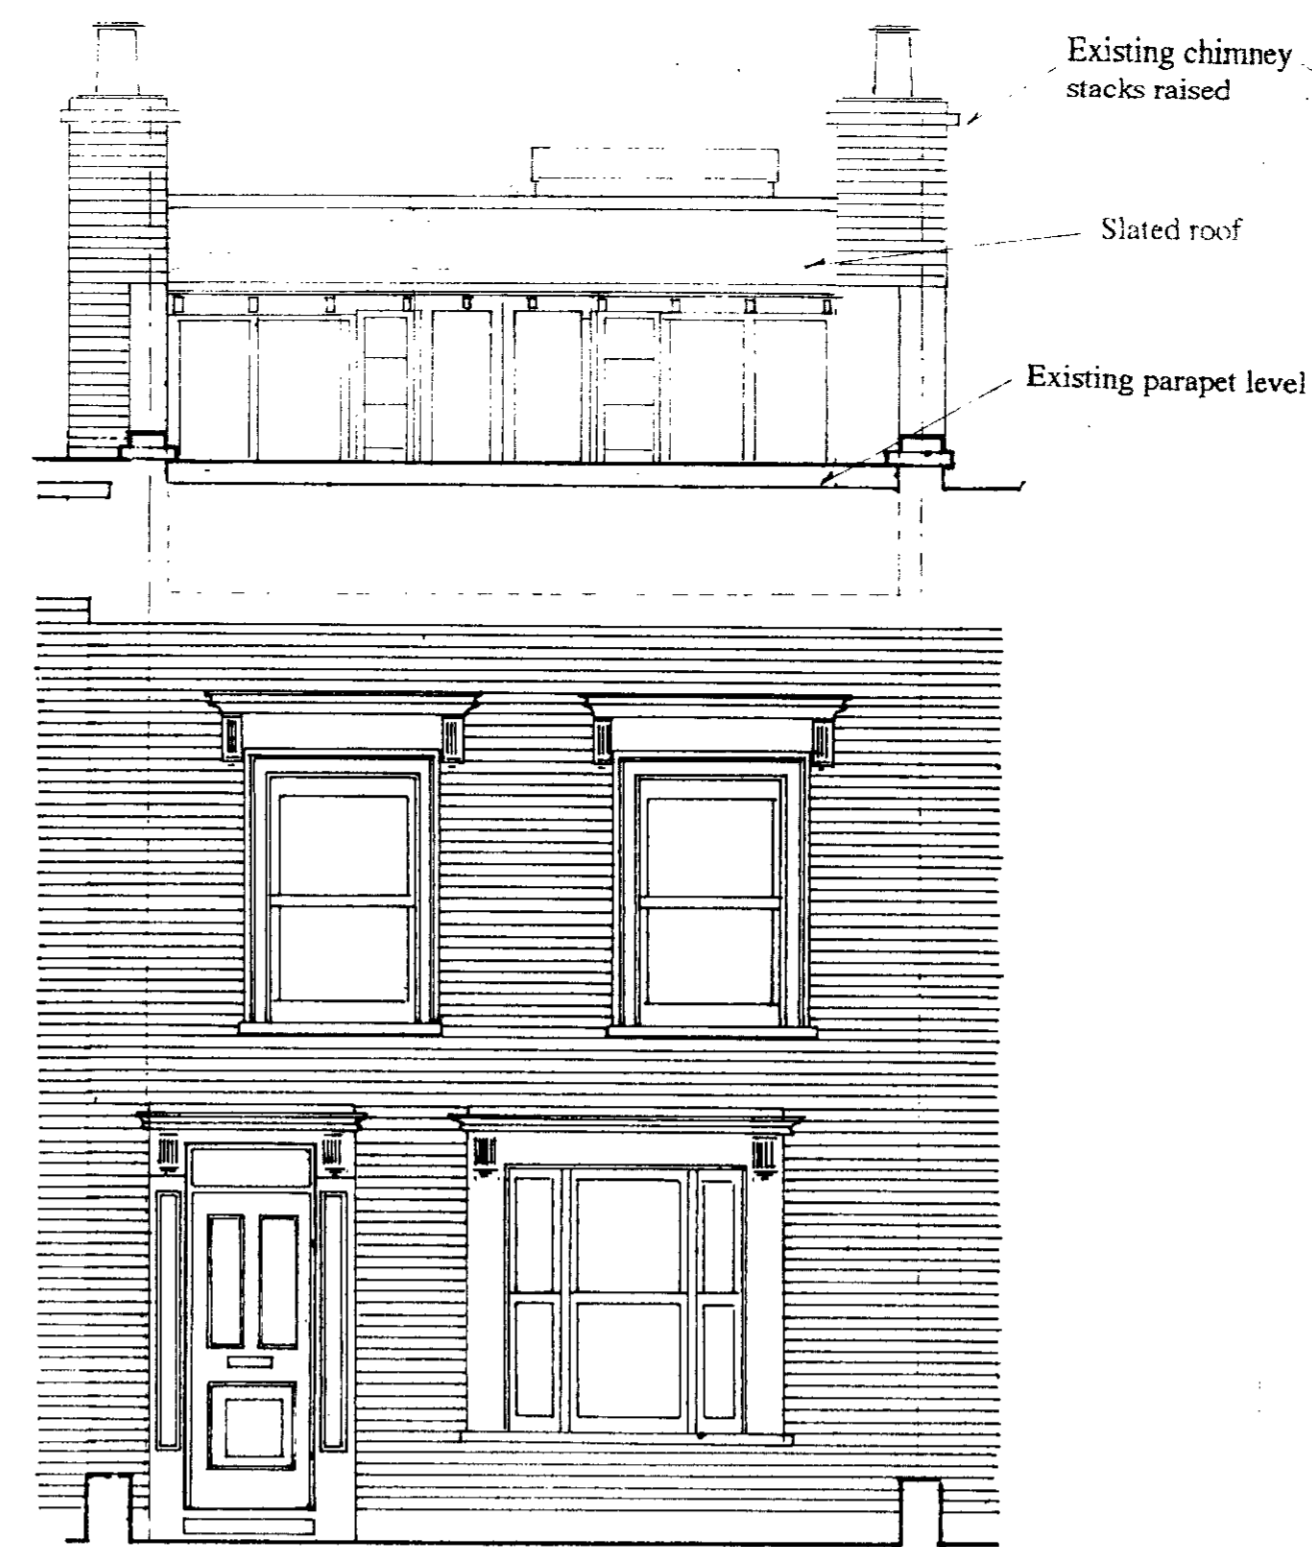 Existing chimney
stacks raised
Slated roof
Existing parapet level